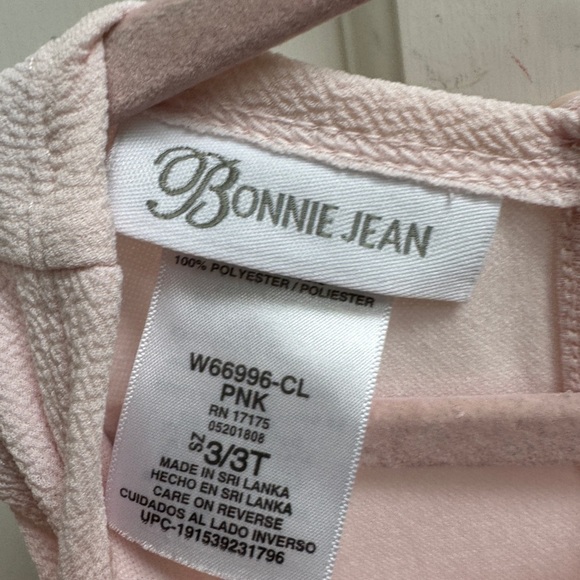 BONNIE JEAN
100% POLYESTER / POLIESTER
W66996-CL
PNK
RN 17175
05201808
SZ 3/3T
MADE IN SRI LANKA
HECHO EN SRI LANKA
CARE ON REVERSE
CUIDADOS AL LADO INVERSO
UPC-191539231796